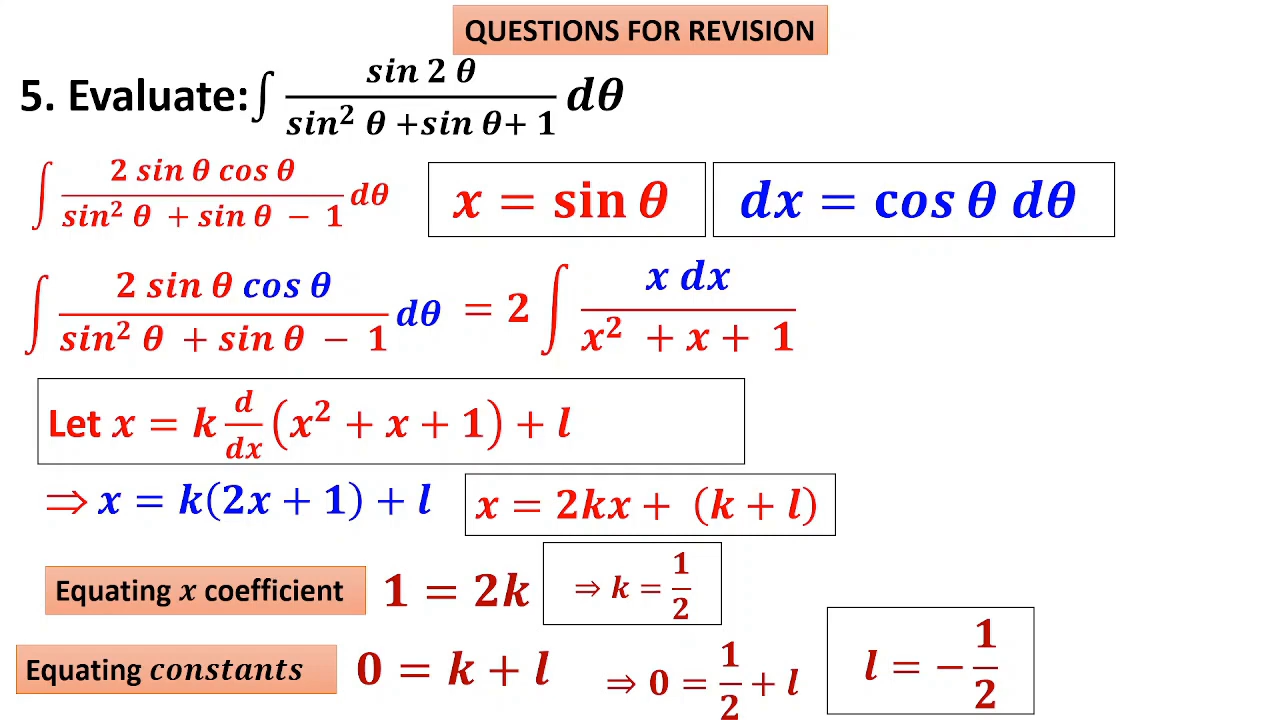 QUESTIONS FOR REVISION
5. Evaluate: ∫ sin 2 θ / (sin² θ + sin θ + 1) dθ
∫ 2 sin θ cos θ / (sin² θ + sin θ − 1) dθ x = sin θ dx = cos θ dθ
∫ 2 sin θ cos θ / (sin² θ + sin θ − 1) dθ = 2 ∫ x dx / (x² + x + 1)
Let x = k d/dx (x² + x + 1) + l
⇒ x = k(2x + 1) + l x = 2kx + (k + l)
Equating x coefficient 1 = 2k ⇒ k = 1/2
Equating constants 0 = k + l ⇒ 0 = 1/2 + l l = − 1/2